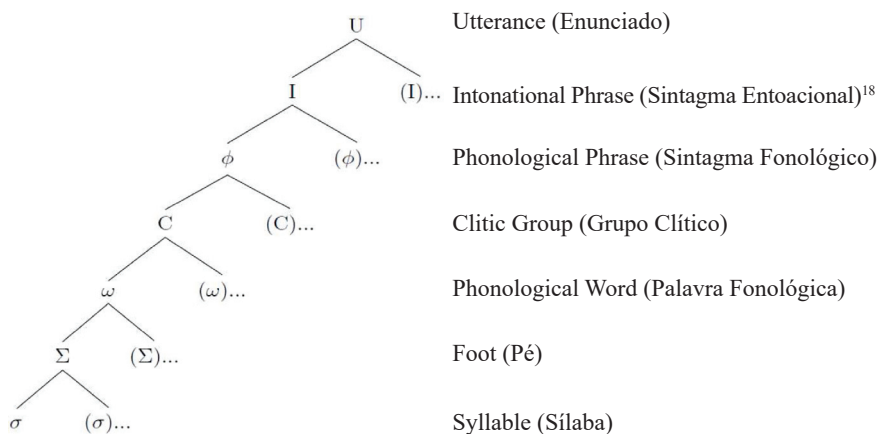 U Utterance (Enunciado)
I (I)... Intonational Phrase (Sintagma Entoacional)¹⁸
ϕ (ϕ)... Phonological Phrase (Sintagma Fonológico)
C (C)... Clitic Group (Grupo Clítico)
ω (ω)... Phonological Word (Palavra Fonológica)
Σ (Σ)... Foot (Pé)
σ (σ)... Syllable (Sílaba)